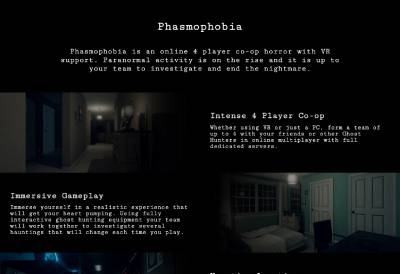 Phasmophobia
Phasmophobia is an online 4 player co-op horror with VR
support. Paranormal activity is on the rise and it is up to
your team to investigate and end the nightmare.
Intense 4 Player Co-op
Whether using VR or just a PC, form a team of
up to 4 with your friends or other Ghost
Hunters in online multiplayer with full
dedicated servers.
Immersive Gameplay
Immerse yourself in a realistic experience that
will get your heart pumping. Using fully
interactive ghost hunting equipment your team
will work together to investigate several
hauntings that will change each time you play.